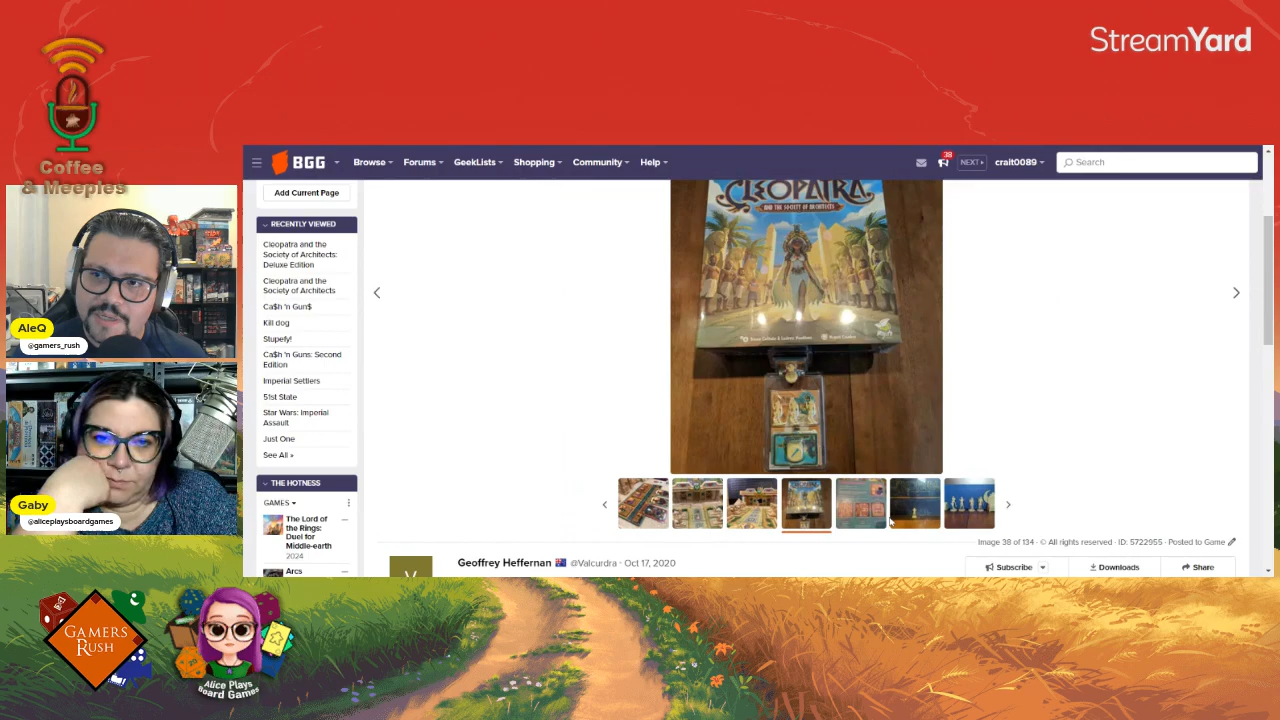 StreamYard
Coffee
& Meeples
BGG
Browse
Forums
GeekLists
Shopping
Community
Help
38
NEXT
cralt0089
Search
Add Current Page
RECENTLY VIEWED
Cleopatra and the
Society of Architects:
Deluxe Edition
Cleopatra and the
Society of Architects
Ca$h 'n Gun$
Kill dog
Stupefy!
Ca$h 'n Guns: Second
Edition
Imperial Settlers
51st State
Star Wars: Imperial
Assault
Just One
See All »
THE HOTNESS
GAMES
The Lord of
the Rings:
Duel for
Middle-earth
2024
Arcs
CLEOPATRA
AND THE SOCIETY OF ARCHITECTS
Image 38 of 134 · © All rights reserved · ID: 5722955 · Posted to Game
Geoffrey Heffernan @Valcurdra · Oct 17, 2020
Subscribe
Downloads
Share
AleQ
@gamers_rush
Gaby
@aliceplaysboardgames
GAMERS
RUSH
Alice Plays
Board Games